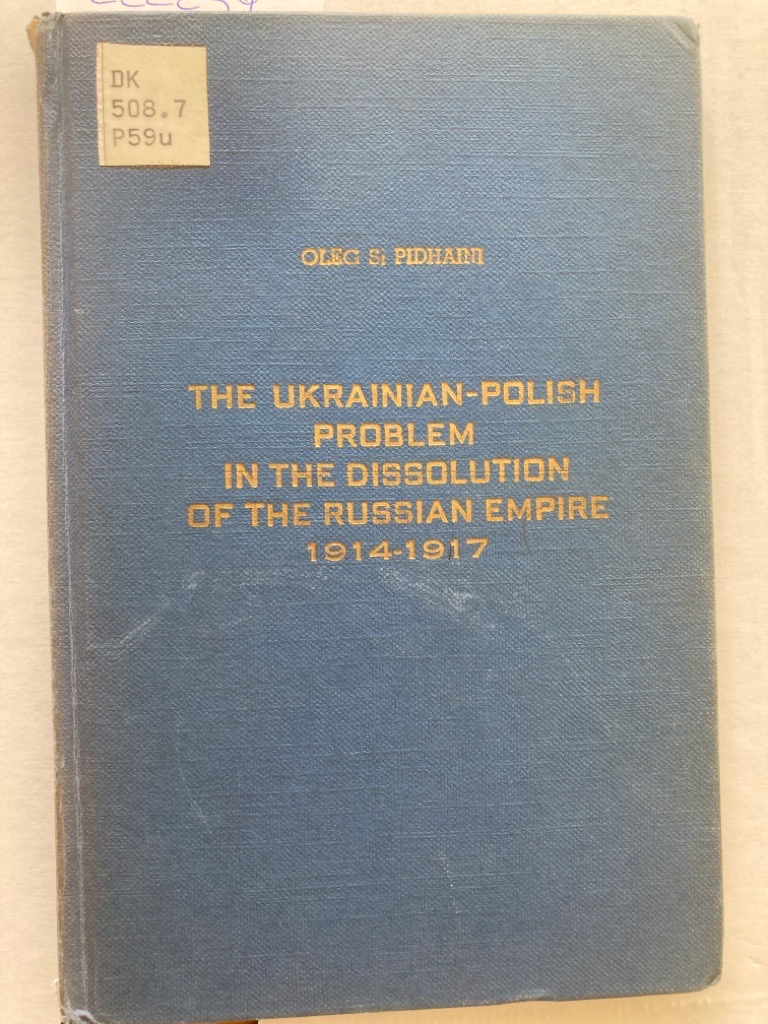 DK
508.7
P59u
OLEG S. PIDHAINI
THE UKRAINIAN-POLISH
PROBLEM
IN THE DISSOLUTION
OF THE RUSSIAN EMPIRE
1914-1917